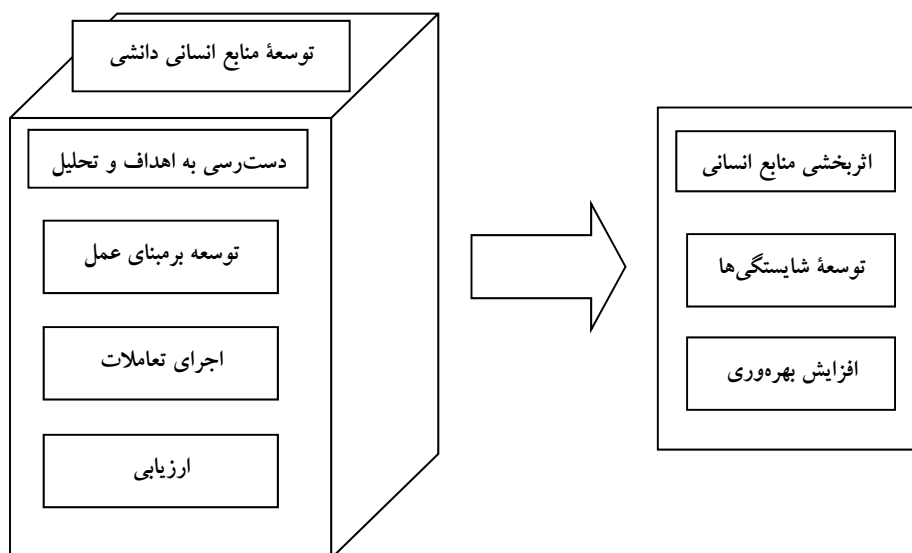 توسعهٔ منابع انسانی دانشی
دست‌رسی به اهداف و تحلیل
توسعه برمبنای عمل
اجرای تعاملات
ارزیابی
اثربخشی منابع انسانی
توسعهٔ شایستگی‌ها
افزایش بهره‌وری